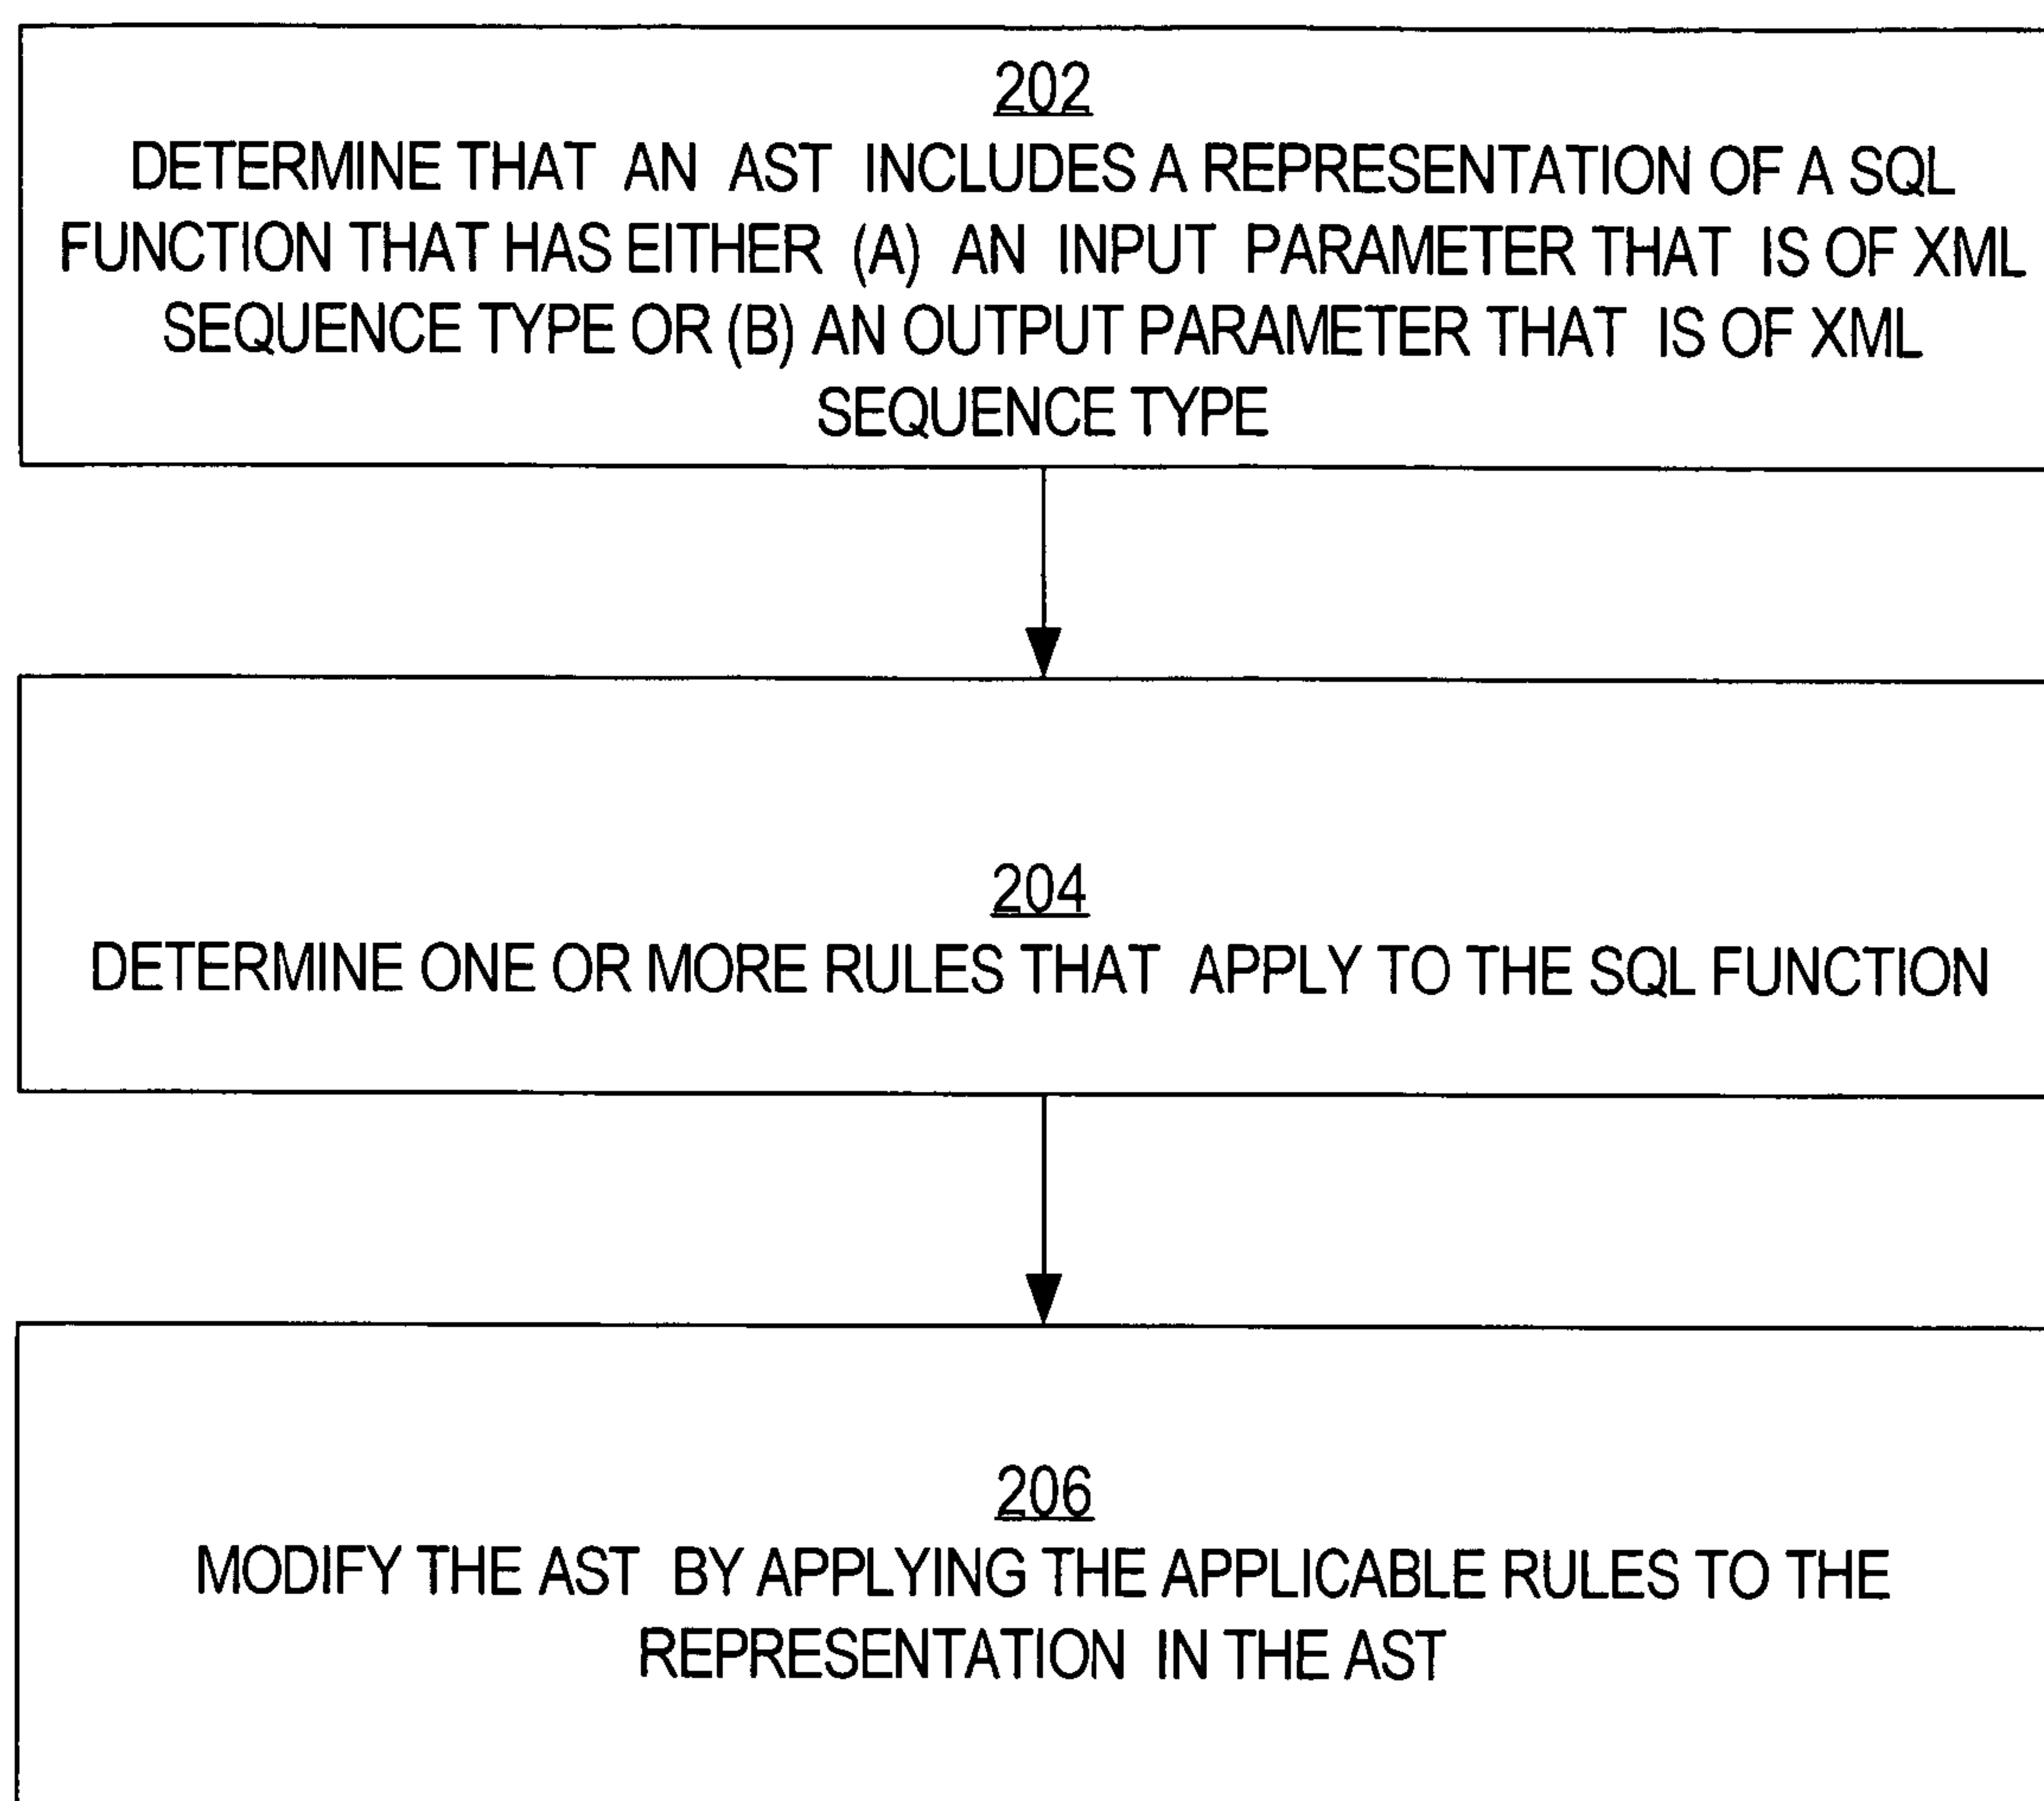 202
DETERMINE THAT AN AST INCLUDES A REPRESENTATION OF A SQL
FUNCTION THAT HAS EITHER (A) AN INPUT PARAMETER THAT IS OF XML
SEQUENCE TYPE OR (B) AN OUTPUT PARAMETER THAT IS OF XML
SEQUENCE TYPE
204
DETERMINE ONE OR MORE RULES THAT APPLY TO THE SQL FUNCTION
206
MODIFY THE AST BY APPLYING THE APPLICABLE RULES TO THE
REPRESENTATION IN THE AST